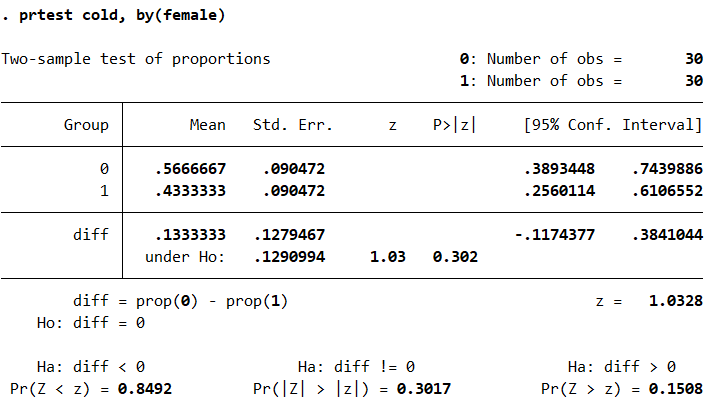 . prtest cold, by(female)
Two-sample test of proportions 0: Number of obs = 30
1: Number of obs = 30
Group Mean Std. Err. z P>|z| [95% Conf. Interval]
0 .5666667 .090472 .3893448 .7439886
1 .4333333 .090472 .2560114 .6106552
diff .1333333 .1279467 -.1174377 .3841044
under Ho: .1290994 1.03 0.302
diff = prop(0) - prop(1) z = 1.0328
Ho: diff = 0
Ha: diff < 0 Ha: diff != 0 Ha: diff > 0
Pr(Z < z) = 0.8492 Pr(|Z| > |z|) = 0.3017 Pr(Z > z) = 0.1508